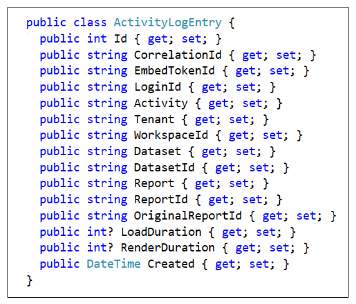 public class ActivityLogEntry {
public int Id { get; set; }
public string CorrelationId { get; set; }
public string EmbedTokenId { get; set; }
public string LoginId { get; set; }
public string Activity { get; set; }
public string Tenant { get; set; }
public string WorkspaceId { get; set; }
public string Dataset { get; set; }
public string DatasetId { get; set; }
public string Report { get; set; }
public string ReportId { get; set; }
public string OriginalReportId { get; set; }
public int? LoadDuration { get; set; }
public int? RenderDuration { get; set; }
public DateTime Created { get; set; }
}